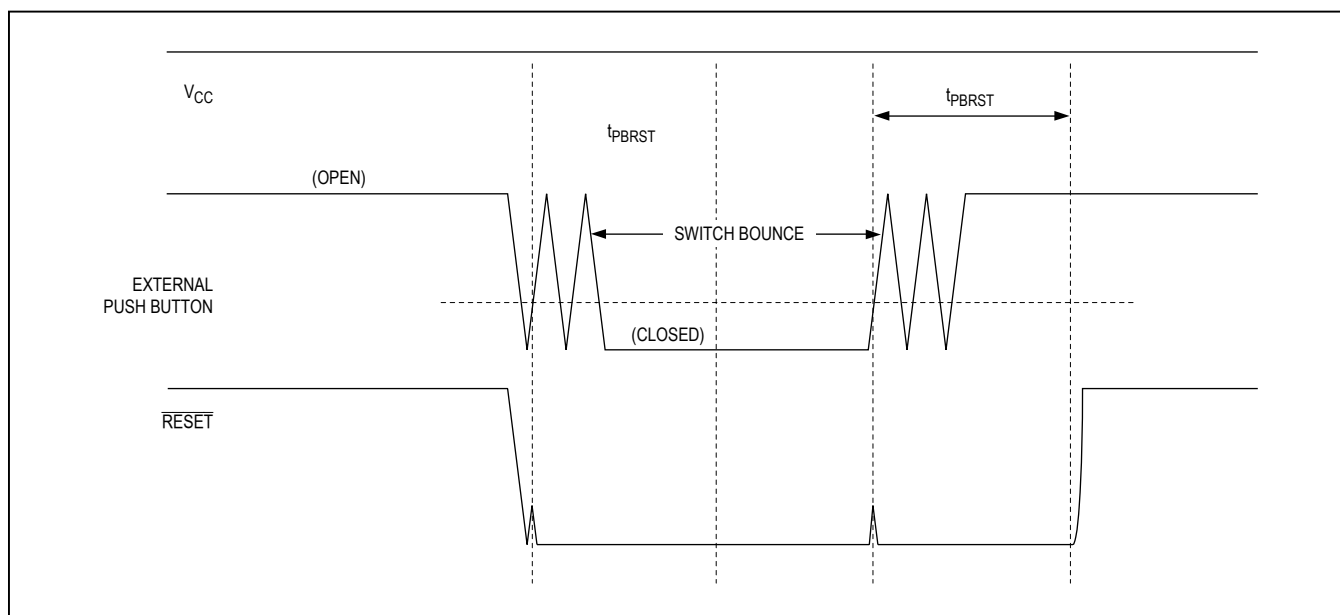 VCC
tPBRST
tPBRST
(OPEN)
SWITCH BOUNCE
EXTERNAL
PUSH BUTTON
(CLOSED)
RESET